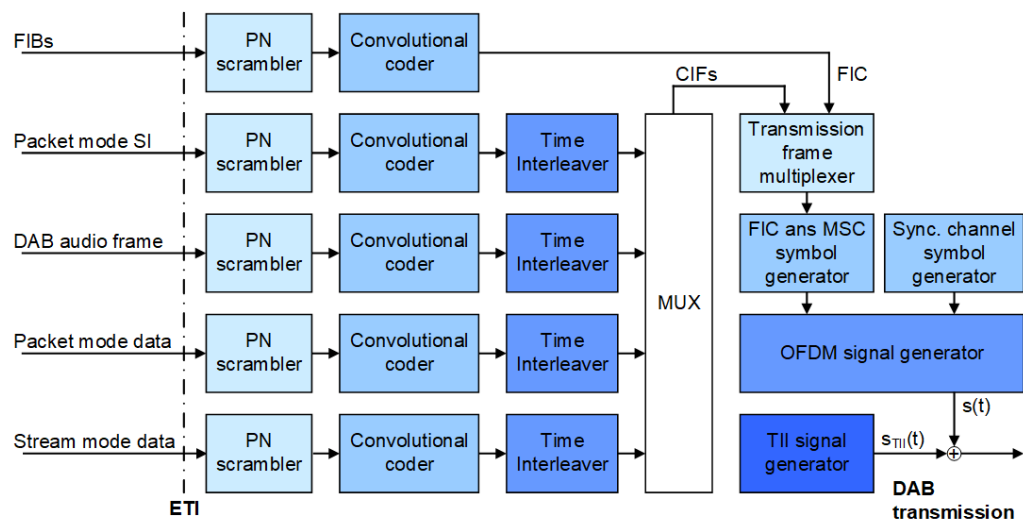 FIBs
PN
scrambler
Convolutional
coder
CIFs
FIC
Packet mode SI
PN
scrambler
Convolutional
coder
Time
Interleaver
Transmission
frame
multiplexer
DAB audio frame
PN
scrambler
Convolutional
coder
Time
Interleaver
MUX
FIC ans MSC
symbol
generator
Sync. channel
symbol
generator
Packet mode data
PN
scrambler
Convolutional
coder
Time
Interleaver
OFDM signal generator
s(t)
Stream mode data
PN
scrambler
Convolutional
coder
Time
Interleaver
TII signal
generator
sTII(t)
ETI
DAB
transmission